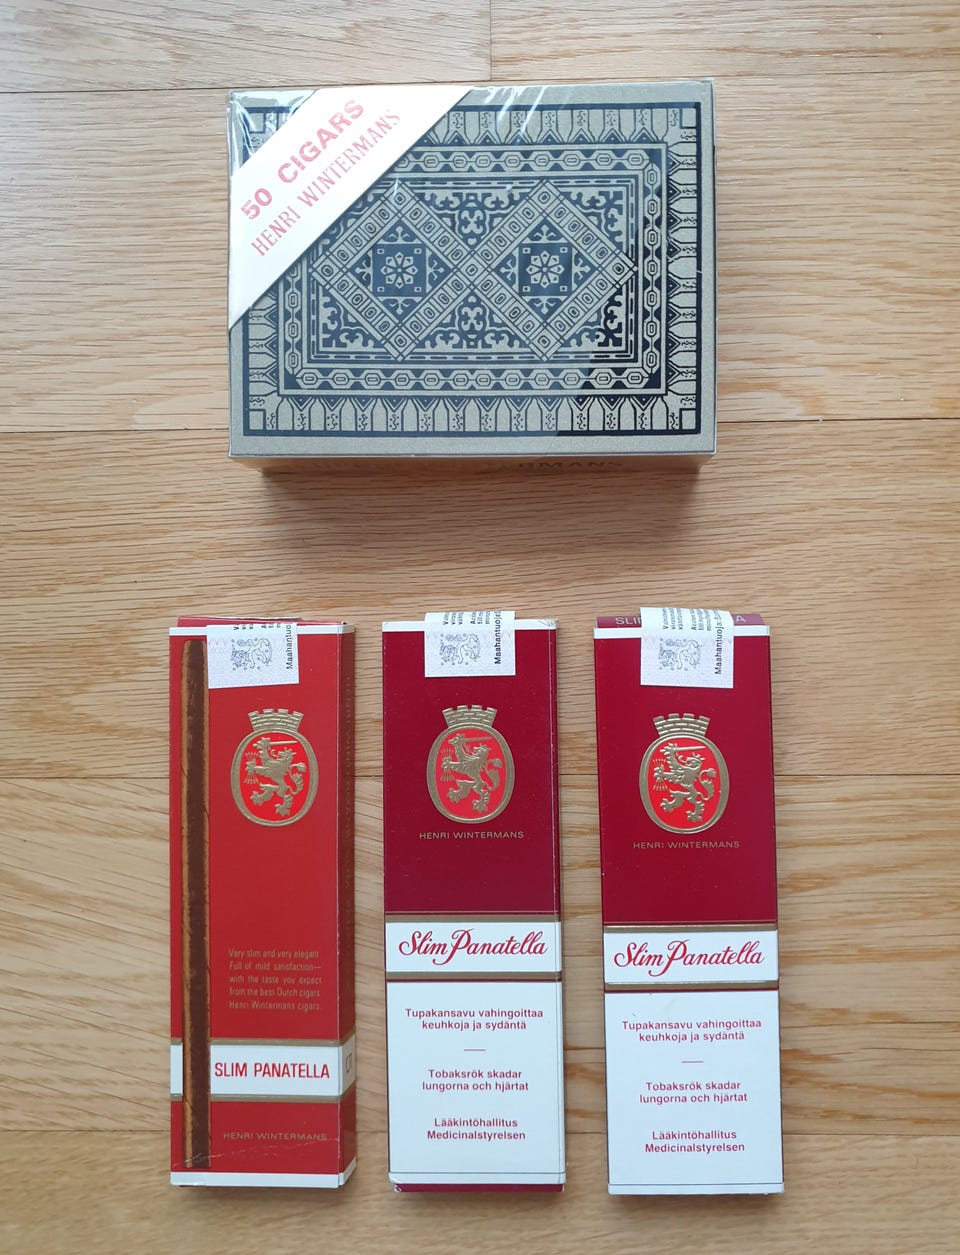 50 CIGARS
HENRI WINTERMANS
Maahantuoja:
Very slim and very elegant
Full of mild satisfaction—
with the taste you expect
from the best Dutch cigars
Henri Wintermans cigars.
SLIM PANATELLA
HENRI WINTERMANS
Maahantuoja:
HENRI WINTERMANS
Slim Panatella
Tupakansavu vahingoittaa
keuhkoja ja sydäntä
Tobaksrök skadar
lungorna och hjärtat
Lääkintöhallitus
Medicinalstyrelsen
Maahantuoja:
HENRI WINTERMANS
Slim Panatella
Tupakansavu vahingoittaa
keuhkoja ja sydäntä
Tobaksrök skadar
lungorna och hjärtat
Lääkintöhallitus
Medicinalstyrelsen